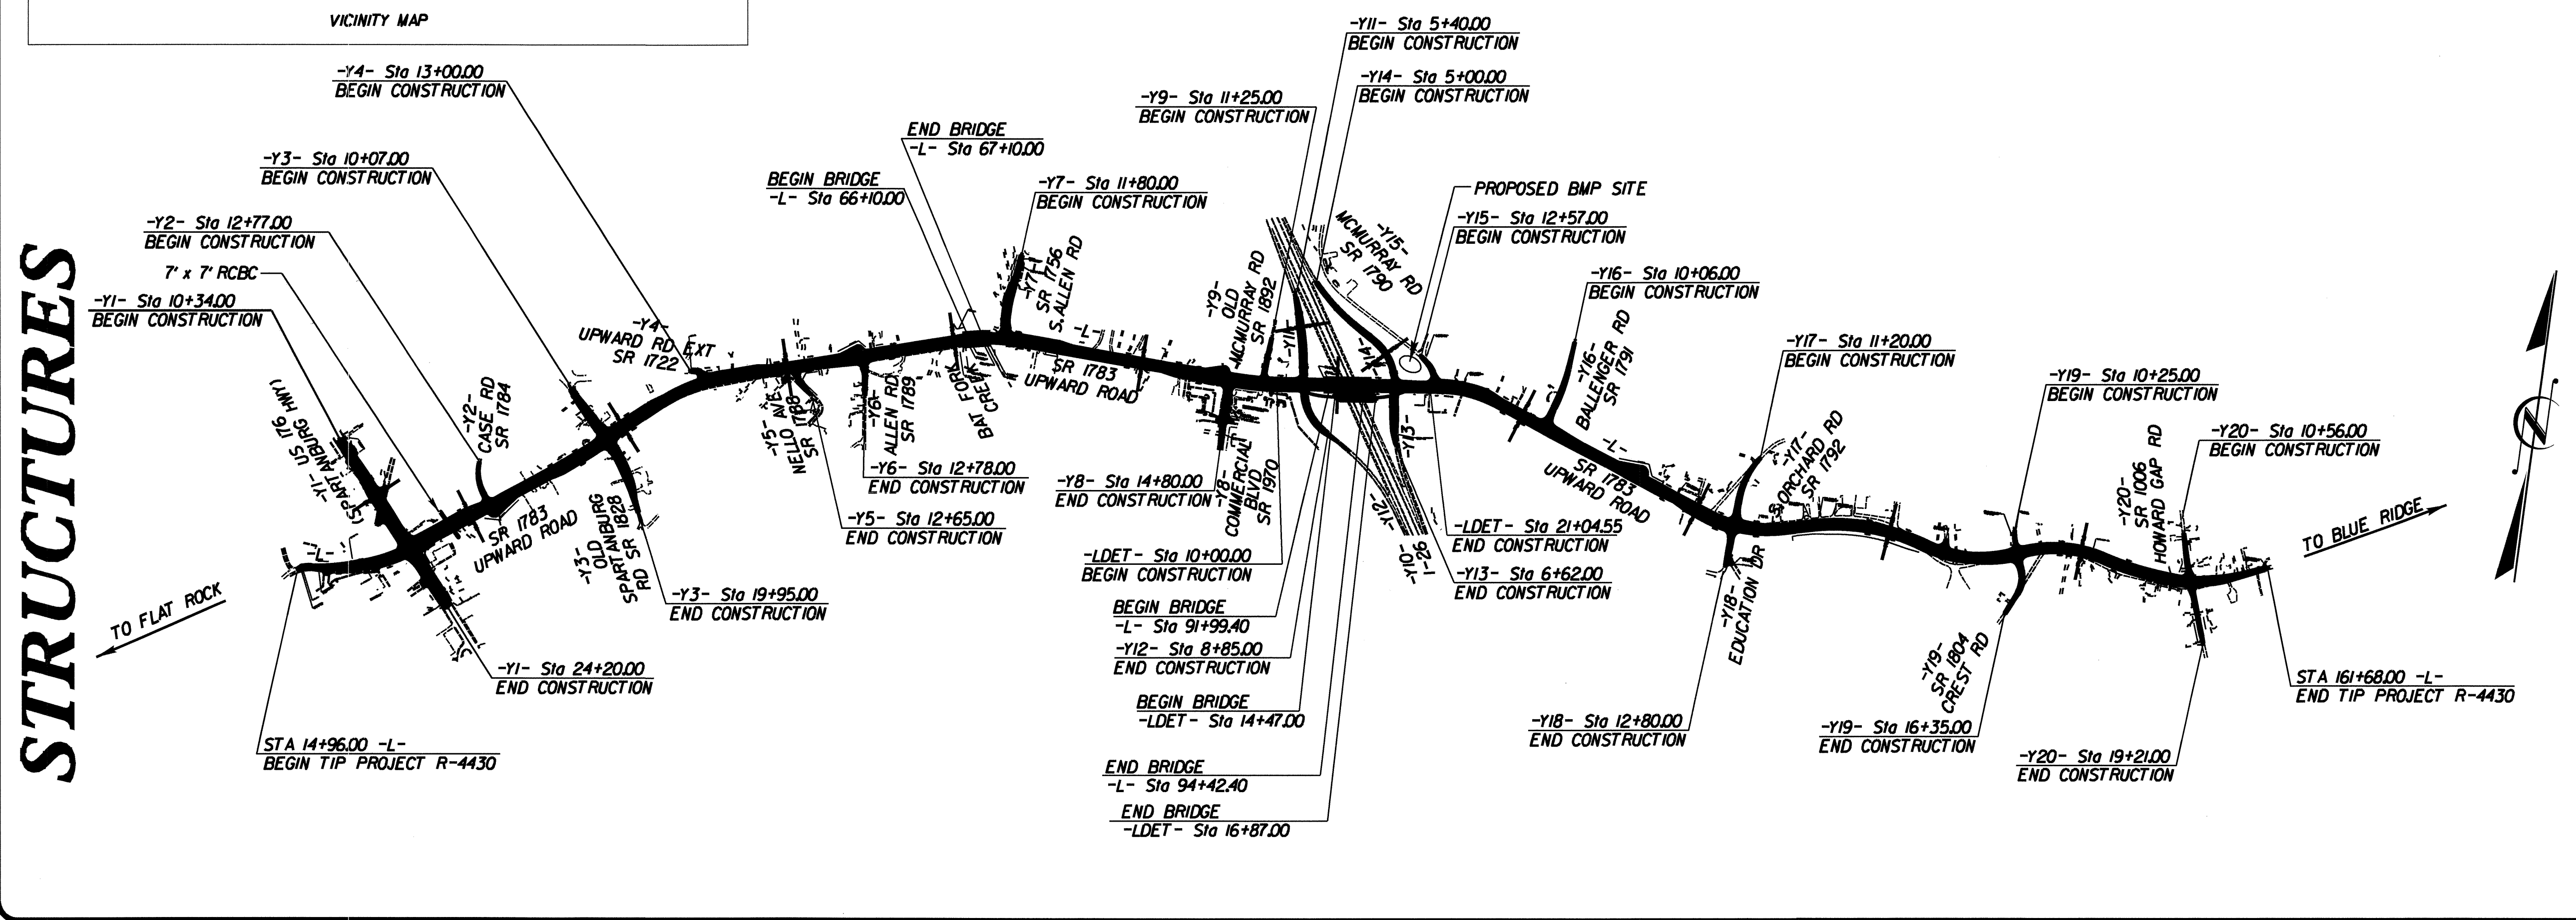 VICINITY MAP
STRUCTURES
-Y4- Sta 13+00.00
BEGIN CONSTRUCTION
-Y3- Sta 10+07.00
BEGIN CONSTRUCTION
-Y2- Sta 12+77.00
BEGIN CONSTRUCTION
7' x 7' RCBC
-Y1- Sta 10+34.00
BEGIN CONSTRUCTION
END BRIDGE
-L- Sta 67+10.00
BEGIN BRIDGE
-L- Sta 66+10.00
-Y7- Sta 11+80.00
BEGIN CONSTRUCTION
-Y9- Sta 11+25.00
BEGIN CONSTRUCTION
-Y11- Sta 5+40.00
BEGIN CONSTRUCTION
-Y14- Sta 5+00.00
BEGIN CONSTRUCTION
PROPOSED BMP SITE
-Y15- Sta 12+57.00
BEGIN CONSTRUCTION
-Y16- Sta 10+06.00
BEGIN CONSTRUCTION
-Y17- Sta 11+20.00
BEGIN CONSTRUCTION
-Y19- Sta 10+25.00
BEGIN CONSTRUCTION
-Y20- Sta 10+56.00
BEGIN CONSTRUCTION
-Y1- US 176
(SPARTANBURG HWY)
-L-
-Y2-
CASE RD
SR 1784
SR 1783
UPWARD ROAD
-Y3-
OLD
SPARTANBURG
RD SR 1828
-Y4-
UPWARD RD EXT
SR 1722
-Y5-
NELLO AVE
SR 1788
-Y6-
ALLEN RD
SR 1789
BAT FORK
CREEK
-Y7-
SR 1756
S. ALLEN RD
-L-
SR 1783
UPWARD ROAD
-Y8-
COMMERCIAL
BLVD
SR 1970
-Y9-
OLD
MCMURRAY RD
SR 1892
-Y11-
-Y14-
-Y15-
MCMURRAY RD
SR 1790
-Y12-
-Y10-
I-26
-Y13-
-Y16-
BALLENGER RD
SR 1791
-L-
SR 1783
UPWARD ROAD
-Y17-
S. ORCHARD RD
SR 1792
-Y18-
EDUCATION DR
-Y19-
SR 1804
CREST RD
-Y20-
SR 1006
HOWARD GAP RD
TO BLUE RIDGE
N
TO FLAT ROCK
-Y6- Sta 12+78.00
END CONSTRUCTION
-Y5- Sta 12+65.00
END CONSTRUCTION
-Y3- Sta 19+95.00
END CONSTRUCTION
-Y1- Sta 24+20.00
END CONSTRUCTION
STA 14+96.00 -L-
BEGIN TIP PROJECT R-4430
-Y8- Sta 14+80.00
END CONSTRUCTION
-LDET- Sta 10+00.00
BEGIN CONSTRUCTION
BEGIN BRIDGE
-L- Sta 91+99.40
-Y12- Sta 8+85.00
END CONSTRUCTION
BEGIN BRIDGE
-LDET- Sta 14+47.00
END BRIDGE
-L- Sta 94+42.40
END BRIDGE
-LDET- Sta 16+87.00
-LDET- Sta 21+04.55
END CONSTRUCTION
-Y13- Sta 6+62.00
END CONSTRUCTION
-Y18- Sta 12+80.00
END CONSTRUCTION
-Y19- Sta 16+35.00
END CONSTRUCTION
-Y20- Sta 19+21.00
END CONSTRUCTION
STA 161+68.00 -L-
END TIP PROJECT R-4430